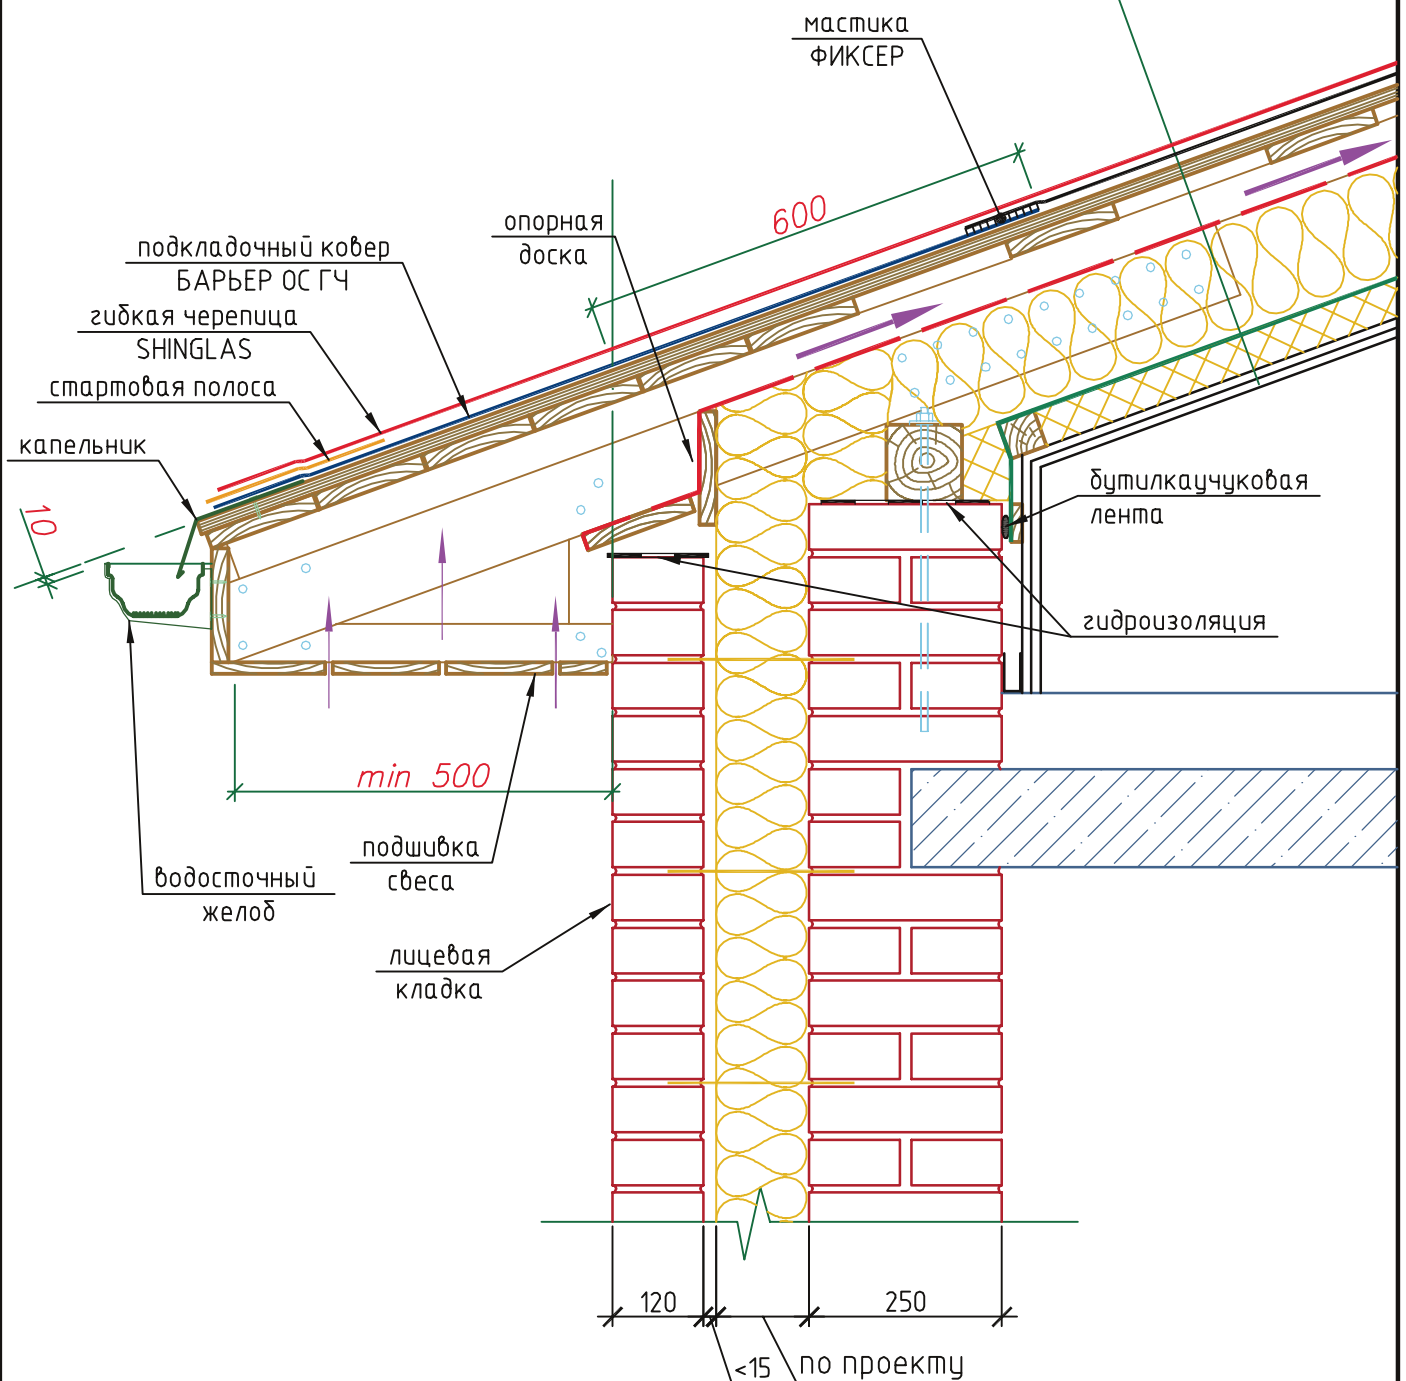 мастика
ФИКСЕР
600
опорная
доска
подкладочный ковер
БАРЬЕР ОС ГЧ
гибкая черепица
SHINGLAS
стартовая полоса
капельник
10
бутилкаучуковая
лента
гидроизоляция
min 500
подшивка
свеса
водосточный
желоб
лицевая
кладка
120
250
<15
по проекту